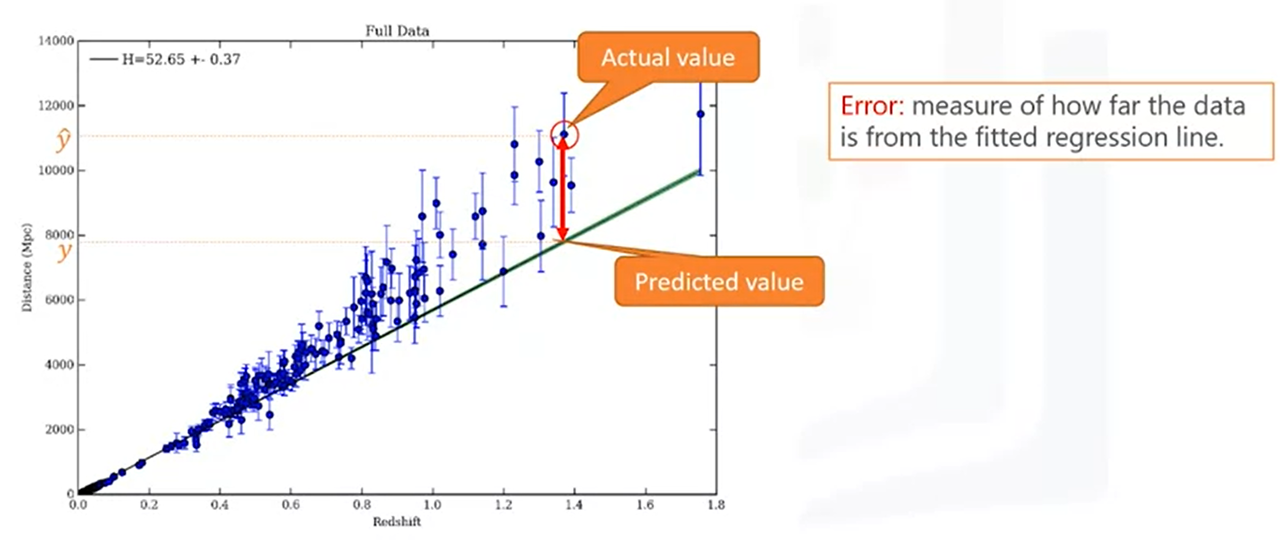 Full Data
14000
H=52.65 +- 0.37
Actual value
12000
ŷ
10000
8000
y
Distance (Mpc)
Predicted value
6000
4000
2000
0
0.0 0.2 0.4 0.6 0.8 1.0 1.2 1.4 1.6 1.8
Redshift
Error: measure of how far the data
is from the fitted regression line.